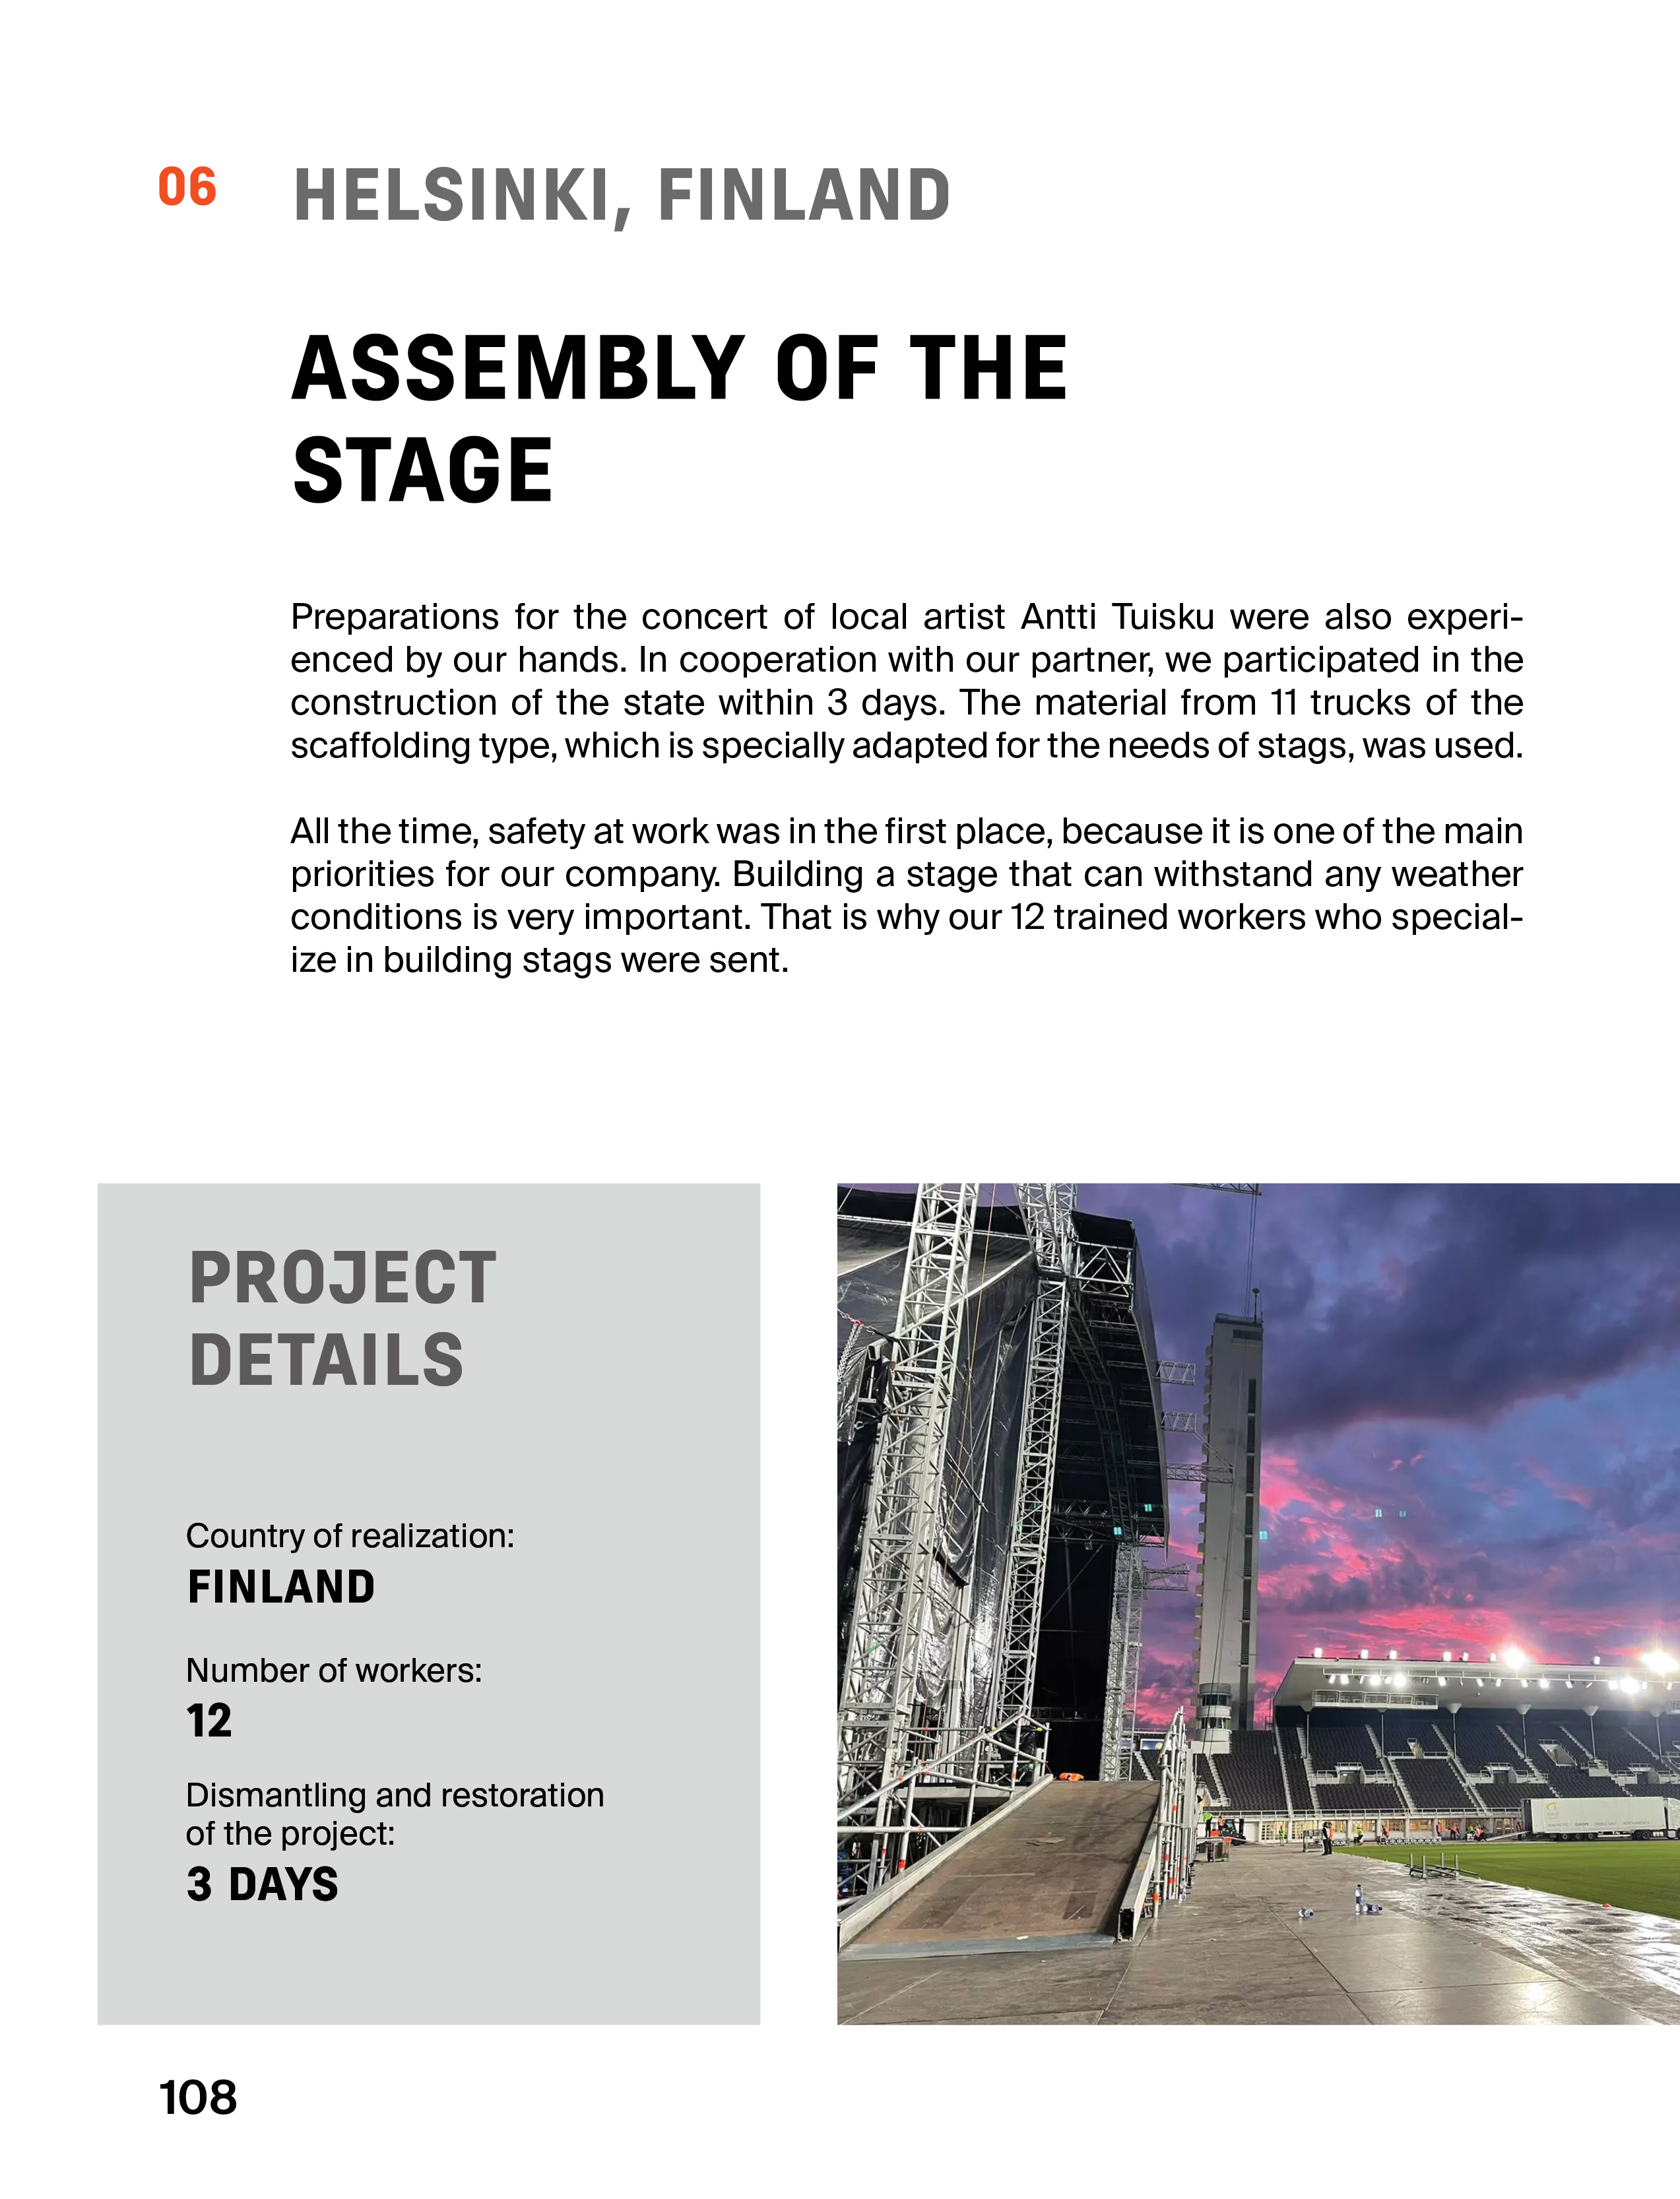 06
HELSINKI, FINLAND
ASSEMBLY OF THE
STAGE
Preparations for the concert of local artist Antti Tuisku were also experi-
enced by our hands. In cooperation with our partner, we participated in the
construction of the state within 3 days. The material from 11 trucks of the
scaffolding type, which is specially adapted for the needs of stags, was used.
All the time, safety at work was in the first place, because it is one of the main
priorities for our company. Building a stage that can withstand any weather
conditions is very important. That is why our 12 trained workers who special-
ize in building stags were sent.
PROJECT
DETAILS
Country of realization:
FINLAND
Number of workers:
12
Dismantling and restoration
of the project:
3 DAYS
108